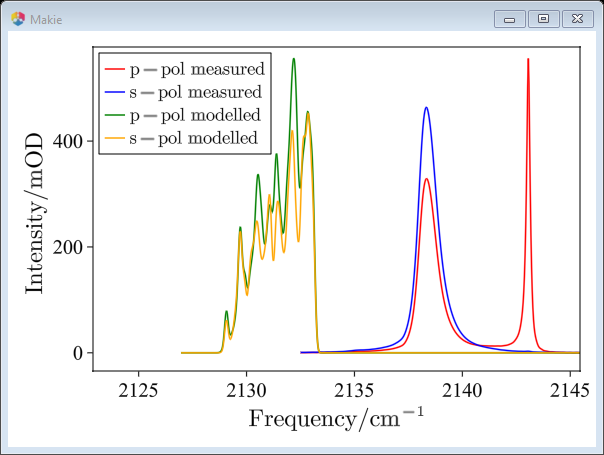 Makie
p − pol measured
s − pol measured
p − pol modelled
s − pol modelled
Intensity/mOD
400
200
0
2125 2130 2135 2140 2145
Frequency/cm⁻¹